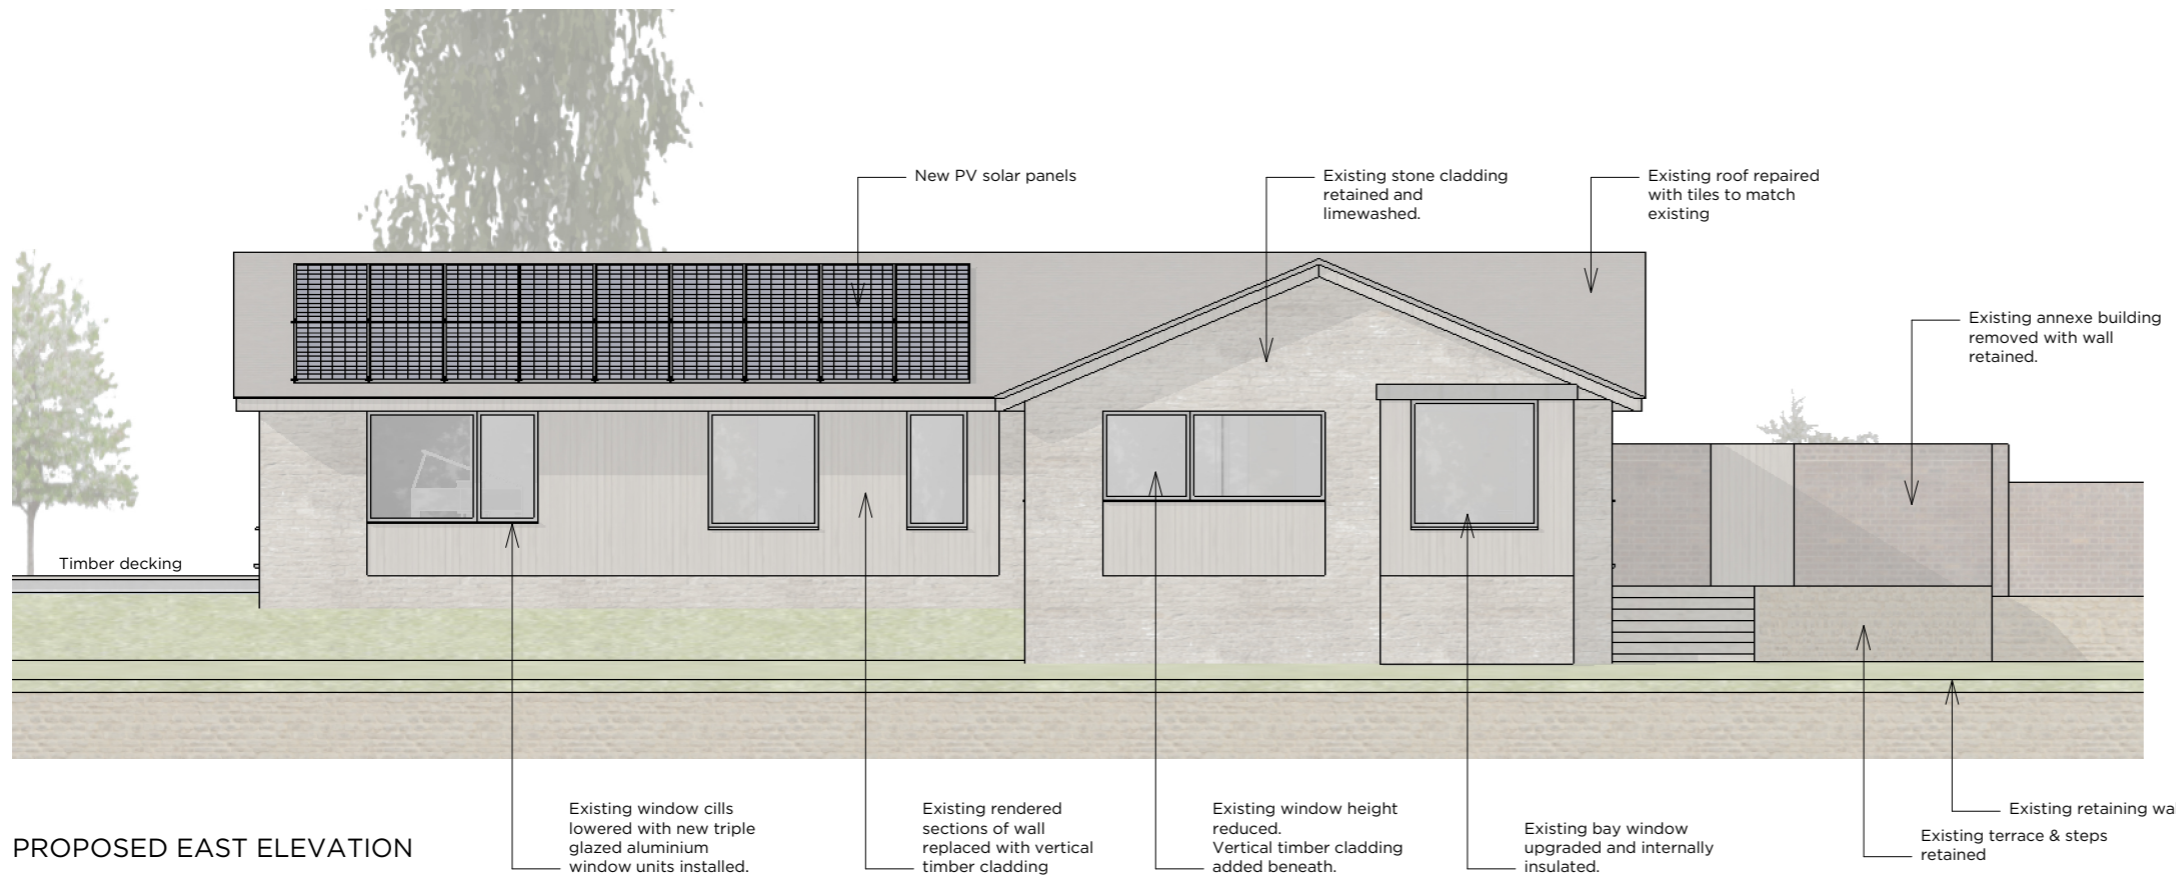 New PV solar panels
Existing stone cladding
retained and
limewashed.
Existing roof repaired
with tiles to match
existing
Existing annexe building
removed with wall
retained.
Timber decking
Existing window cills
lowered with new triple
glazed aluminium
window units installed.
Existing rendered
sections of wall
replaced with vertical
timber cladding
Existing window height
reduced.
Vertical timber cladding
added beneath.
Existing bay window
upgraded and internally
insulated.
Existing retaining wa
Existing terrace & steps
retained
PROPOSED EAST ELEVATION